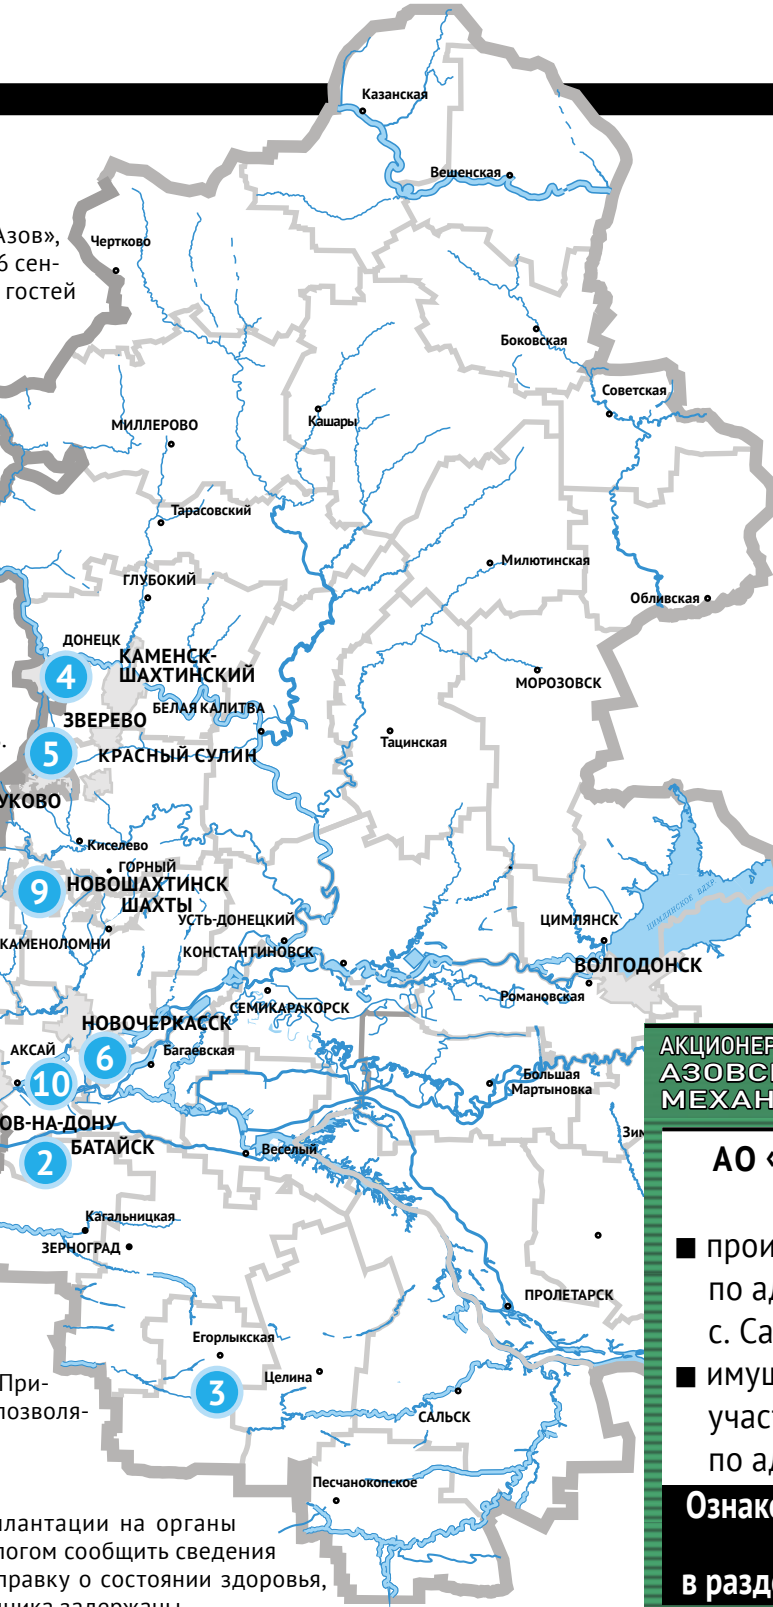 Казанская
Вешенская
Азов»,
6 сен-
гостей
Чертково
Боковская
Советская
МИЛЛЕРОВО
Кашары
Тарасовский
Милютинская
ГЛУБОКИЙ
Обливская
ДОНЕЦК
КАМЕНСК-
ШАХТИНСКИЙ
4
МОРОЗОВСК
БЕЛАЯ КАЛИТВА
ЗВЕРЕВО
Тацинская
5
КРАСНЫЙ СУЛИН
УКОВО
Киселево
ГОРНЫЙ
9
НОВОШАХТИНСК
ШАХТЫ
ЦИМЛЯНСКОЕ ВДХР
УСТЬ-ДОНЕЦКИЙ
ЦИМЛЯНСК
КАМЕНОЛОМНИ
КОНСТАНТИНОВСК
ВОЛГОДОНСК
Романовская
СЕМИКАРАКОРСК
НОВОЧЕРКАССК
АКСАЙ
6
Багаевская
10
Большая
Мартыновка
ОВ-НА-ДОНУ
БАТАЙСК
2
Веселый
Зим
Кагальницкая
ЗЕРНОГРАД
ПРОЛЕТАРСК
Егорлыкская
Целина
3
САЛЬСК
Песчанокопское
При-
позволя-
плантации на органы
логом сообщить сведения
правку о состоянии здоровья,
ника задержаны
АКЦИОНЕР
АЗОВС
МЕХАН
АО «
■ прои
по ад
с. Са
■ имущ
участ
по ад
Ознако
в разде